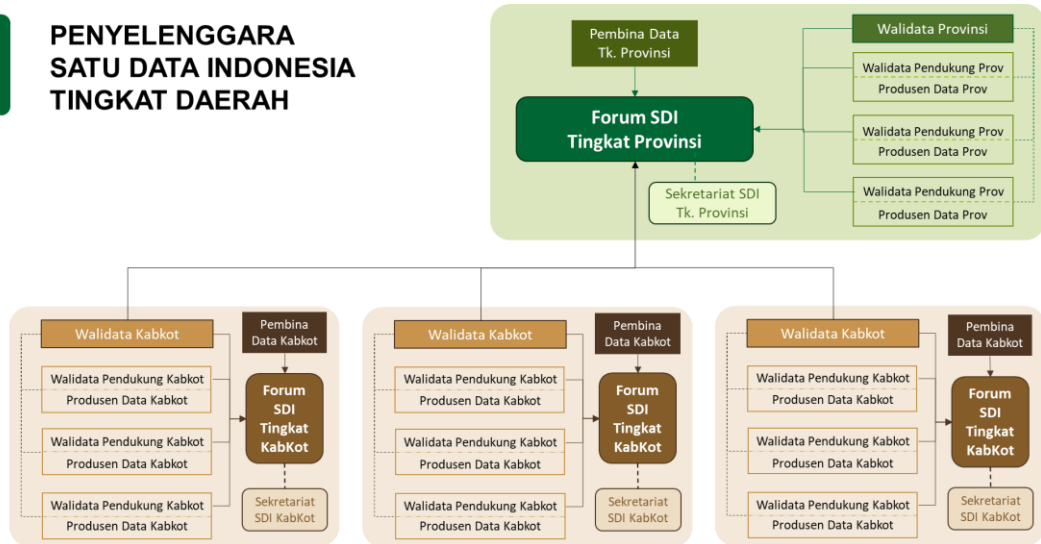 PENYELENGGARA
SATU DATA INDONESIA
TINGKAT DAERAH
Pembina Data
Tk. Provinsi
Forum SDI
Tingkat Provinsi
Sekretariat SDI
Tk. Provinsi
Walidata Provinsi
Walidata Pendukung Prov
Produsen Data Prov
Walidata Pendukung Prov
Produsen Data Prov
Walidata Pendukung Prov
Produsen Data Prov
Walidata Kabkot
Walidata Pendukung Kabkot
Produsen Data Kabkot
Walidata Pendukung Kabkot
Produsen Data Kabkot
Walidata Pendukung Kabkot
Produsen Data Kabkot
Pembina
Data Kabkot
Forum
SDI
Tingkat
KabKot
Sekretariat
SDI KabKot
Walidata Kabkot
Walidata Pendukung Kabkot
Produsen Data Kabkot
Walidata Pendukung Kabkot
Produsen Data Kabkot
Walidata Pendukung Kabkot
Produsen Data Kabkot
Pembina
Data Kabkot
Forum
SDI
Tingkat
KabKot
Sekretariat
SDI KabKot
Walidata Kabkot
Walidata Pendukung Kabkot
Produsen Data Kabkot
Walidata Pendukung Kabkot
Produsen Data Kabkot
Walidata Pendukung Kabkot
Produsen Data Kabkot
Pembina
Data Kabkot
Forum
SDI
Tingkat
KabKot
Sekretariat
SDI KabKot